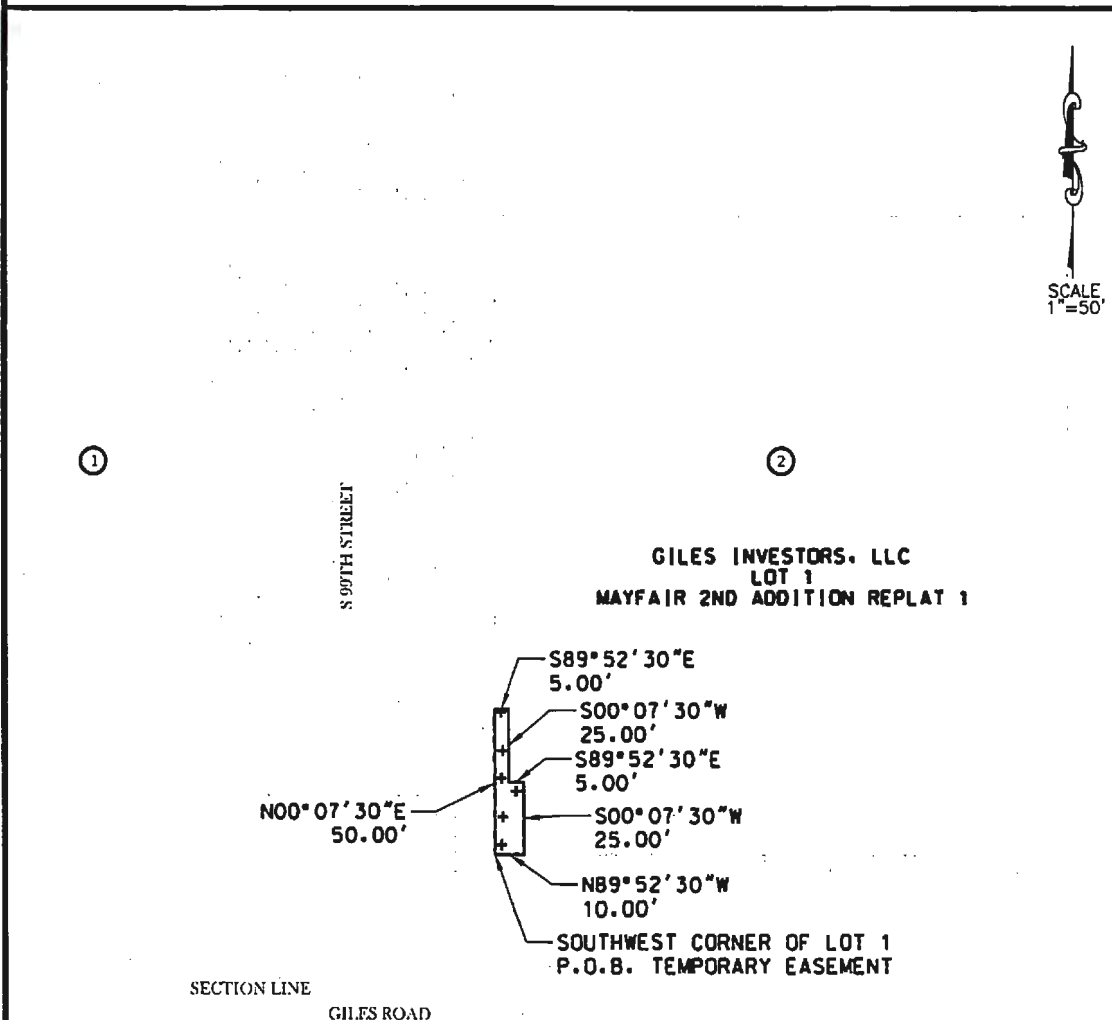 SCALE
1"=50'
①
②
S 99TH STREET
GILES INVESTORS, LLC
LOT 1
MAYFAIR 2ND ADDITION REPLAT 1
S89°52'30"E
5.00'
S00°07'30"W
25.00'
S89°52'30"E
5.00'
N00°07'30"E
50.00'
S00°07'30"W
25.00'
N89°52'30"W
10.00'
SOUTHWEST CORNER OF LOT 1
P.O.B. TEMPORARY EASEMENT
SECTION LINE
GILES ROAD